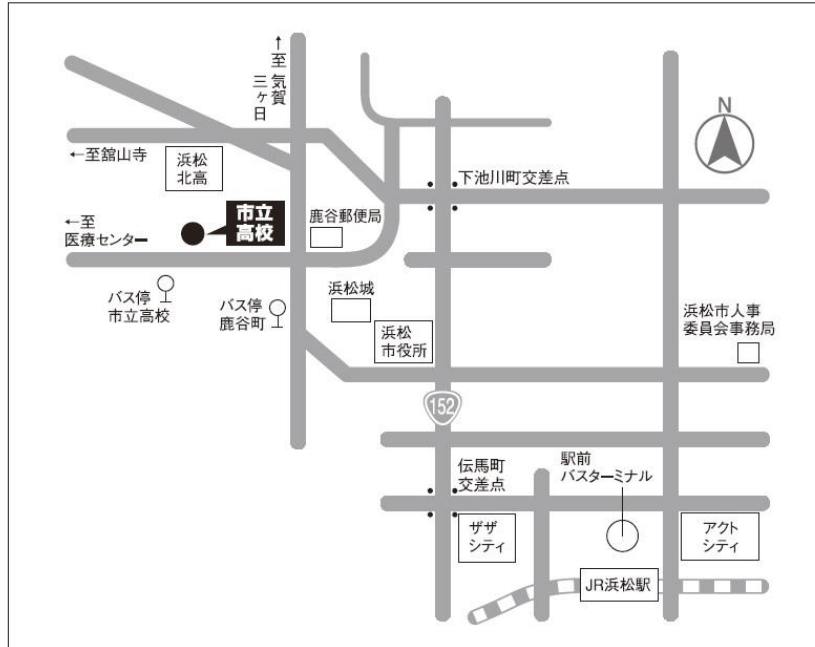 ↑至 気賀
三ヶ日
N
←至舘山寺
浜松
北高
下池川町交差点
市立
高校
鹿谷郵便局
←至
医療センター
バス停
市立高校
バス停
鹿谷町
浜松城
浜松
市役所
浜松市人事
委員会事務局
152
伝馬町
交差点
駅前
バスターミナル
ザザ
シティ
アクト
シティ
JR浜松駅